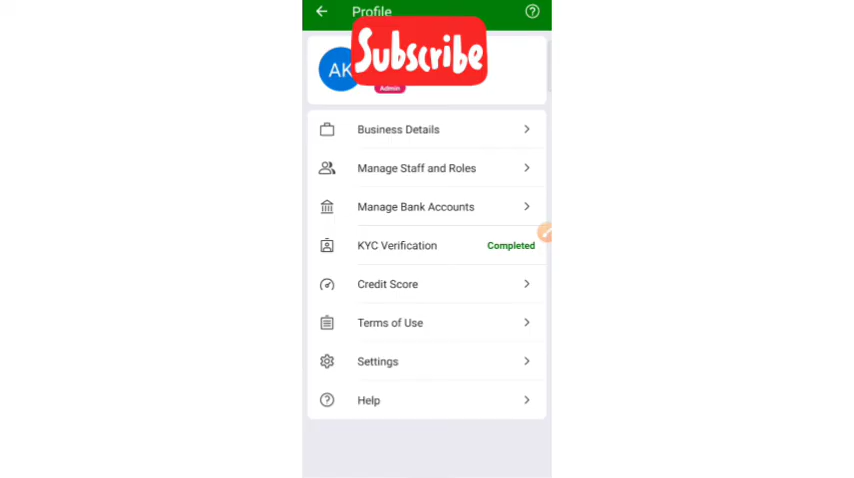 Profile
Subscribe
AK
Admin
Business Details
Manage Staff and Roles
Manage Bank Accounts
KYC Verification
Completed
Credit Score
Terms of Use
Settings
Help